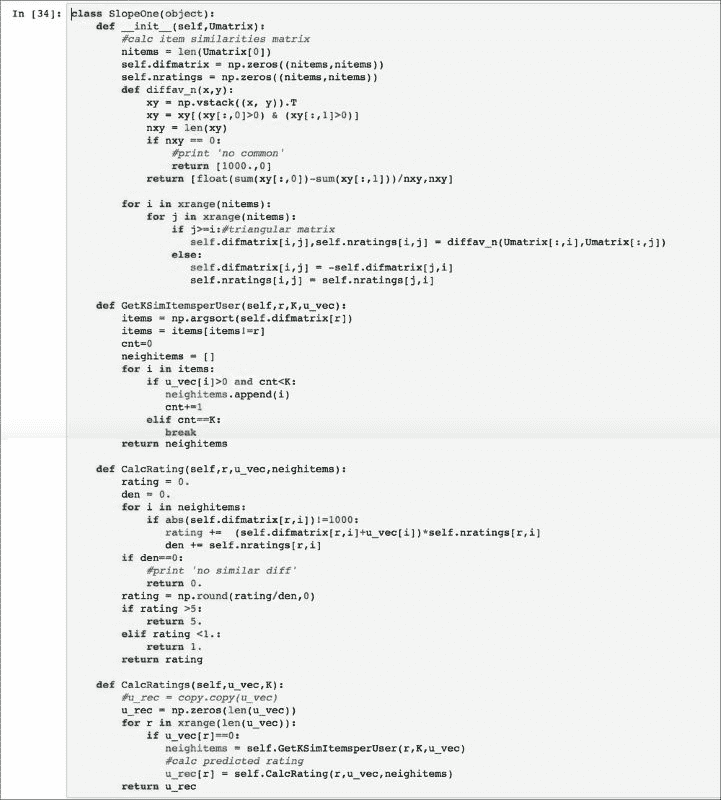 In [34]: class SlopeOne(object):
    def __init__(self,Umatrix):
        #calc item similarities matrix
        nitems = len(Umatrix[0])
        self.difmatrix = np.zeros((nitems,nitems))
        self.nratings = np.zeros((nitems,nitems))
        def diffav_n(x,y):
            xy = np.vstack((x, y)).T
            xy = xy[(xy[:,0]>0) & (xy[:,1]>0)]
            nxy = len(xy)
            if nxy == 0:
                #print 'no common'
                return [1000.,0]
            return [float(sum(xy[:,0])-sum(xy[:,1]))/nxy,nxy]

        for i in xrange(nitems):
            for j in xrange(nitems):
                if j>=i:#triangular matrix
                   self.difmatrix[i,j],self.nratings[i,j] = diffav_n(Umatrix[:,i],Umatrix[:,j])
                else:
                   self.difmatrix[i,j] = -self.difmatrix[j,i]
                   self.nratings[i,j] = self.nratings[j,i]

    def GetKSimItemsperUser(self,r,K,u_vec):
        items = np.argsort(self.difmatrix[r])
        items = items[items!=r]
        cnt=0
        neighitems = []
        for i in items:
            if u_vec[i]>0 and cnt<K:
               neighitems.append(i)
               cnt+=1
            elif cnt==K:
               break
        return neighitems

    def CalcRating(self,r,u_vec,neighitems):
        rating = 0.
        den = 0.
        for i in neighitems:
            if abs(self.difmatrix[r,i])!=1000:
               rating +=  (self.difmatrix[r,i]+u_vec[i])*self.nratings[r,i]
               den += self.nratings[r,i]
        if den==0:
            #print 'no similar diff'
            return 0.
        rating = np.round(rating/den,0)
        if rating >5:
            return 5.
        elif rating <1.:
            return 1.
        return rating

    def CalcRatings(self,u_vec,K):
        #u_rec = copy.copy(u_vec)
        u_rec = np.zeros(len(u_vec))
        for r in xrange(len(u_vec)):
            if u_vec[r]==0:
               neighitems = self.GetKSimItemsperUser(r,K,u_vec)
               #calc predicted rating
               u_rec[r] = self.CalcRating(r,u_vec,neighitems)
        return u_rec